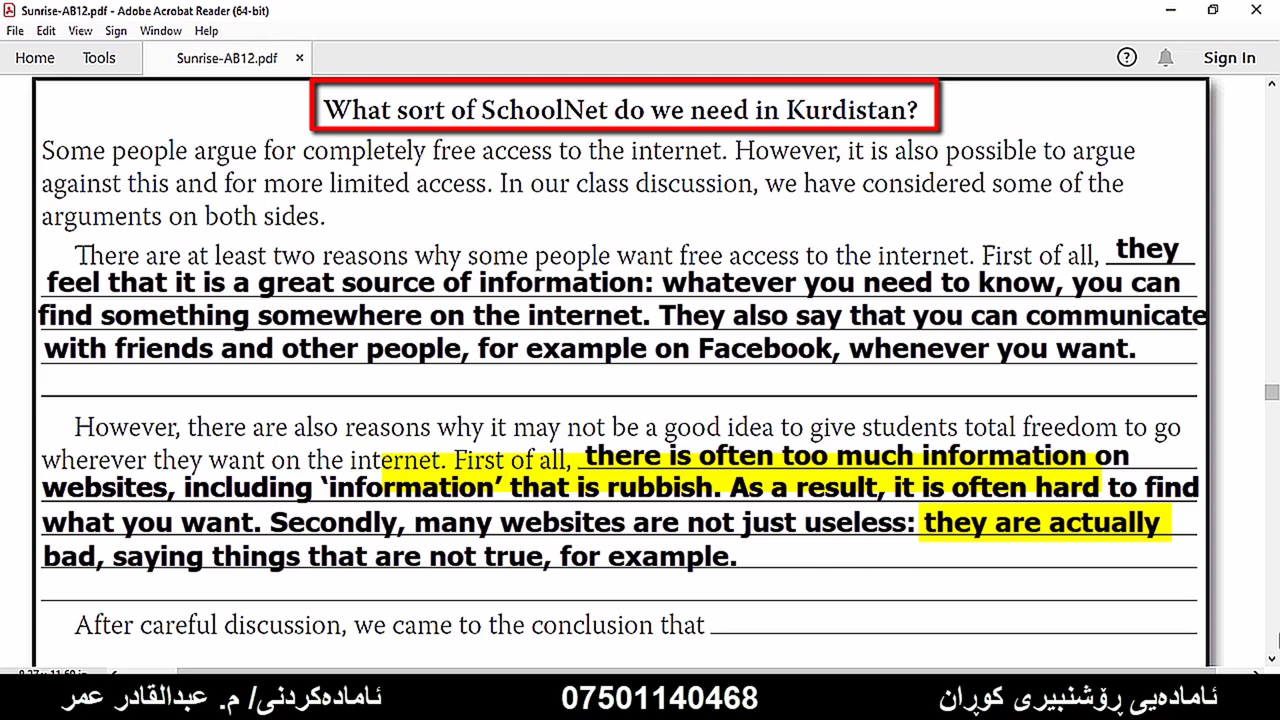 Sunrise-AB12.pdf - Adobe Acrobat Reader (64-bit)
File Edit View Sign Window Help
Home Tools Sunrise-AB12.pdf × Sign In
What sort of SchoolNet do we need in Kurdistan?
Some people argue for completely free access to the internet. However, it is also possible to argue
against this and for more limited access. In our class discussion, we have considered some of the
arguments on both sides.
There are at least two reasons why some people want free access to the internet. First of all, they
feel that it is a great source of information: whatever you need to know, you can
find something somewhere on the internet. They also say that you can communicate
with friends and other people, for example on Facebook, whenever you want.
However, there are also reasons why it may not be a good idea to give students total freedom to go
wherever they want on the internet. First of all, there is often too much information on
websites, including ‘information’ that is rubbish. As a result, it is often hard to find
what you want. Secondly, many websites are not just useless: they are actually
bad, saying things that are not true, for example.
After careful discussion, we came to the conclusion that
ئامادەیی ڕۆشنبیری کوڕان 07501140468 ئامادەکردنی/ م. عبدالقادر عمر